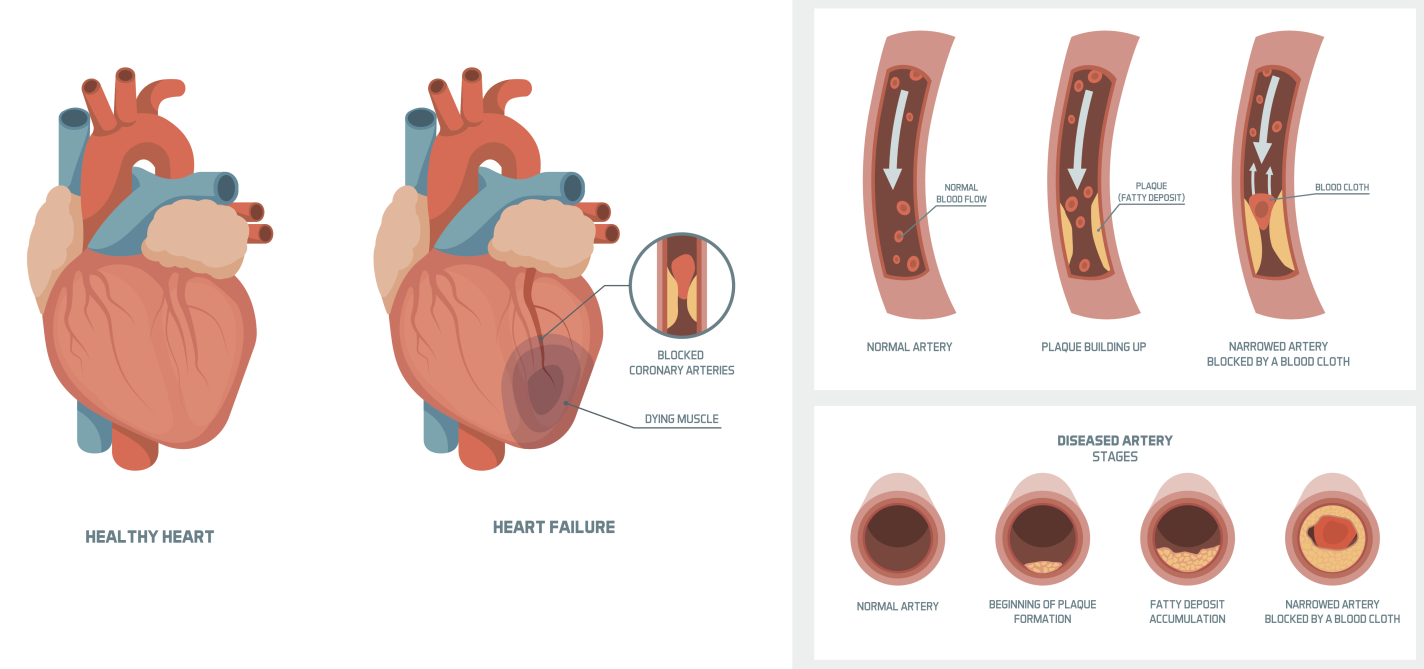 HEALTHY HEART
HEART FAILURE
BLOCKED
CORONARY ARTERIES
DYING MUSCLE
NORMAL
BLOOD FLOW
PLAQUE
(FATTY DEPOSIT)
BLOOD CLOTH
NORMAL ARTERY
PLAQUE BUILDING UP
NARROWED ARTERY
BLOCKED BY A BLOOD CLOTH
DISEASED ARTERY
STAGES
NORMAL ARTERY
BEGINNING OF PLAQUE
FORMATION
FATTY DEPOSIT
ACCUMULATION
NARROWED ARTERY
BLOCKED BY A BLOOD CLOTH